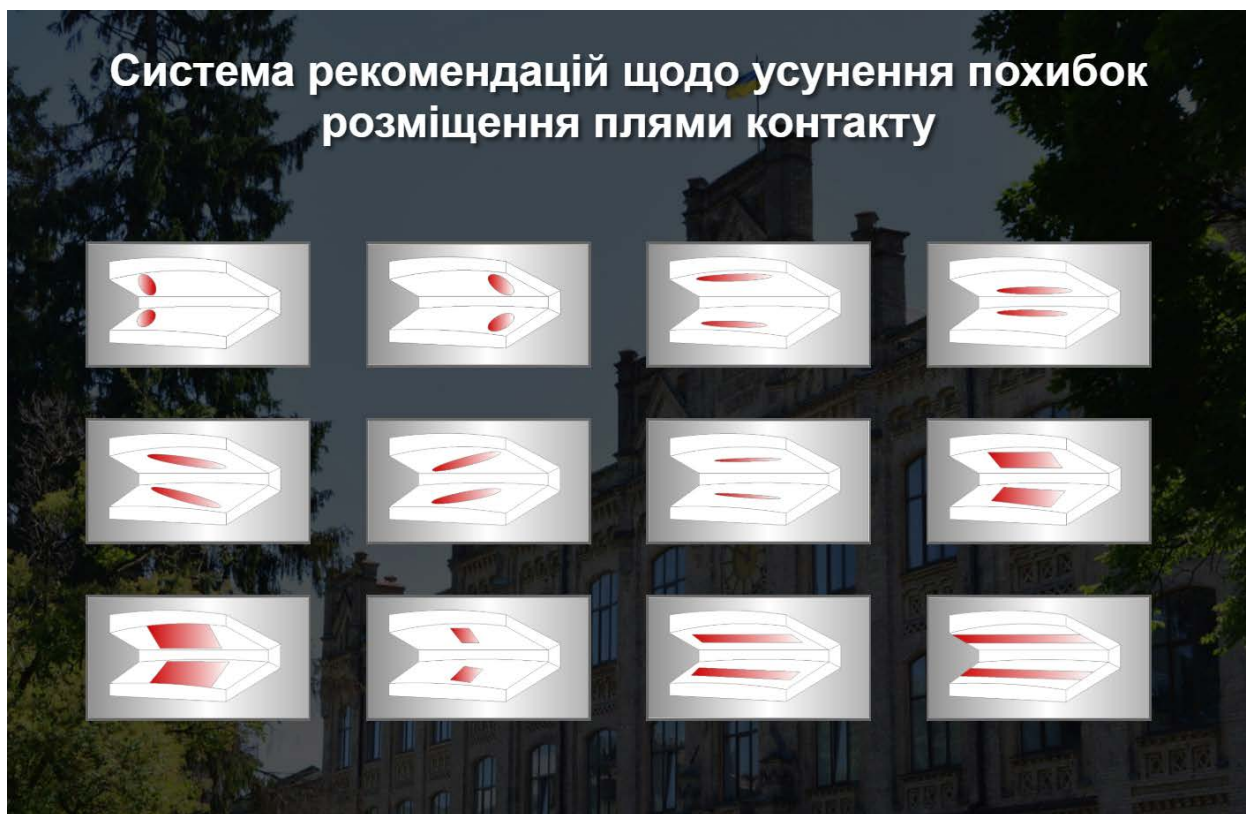 Система рекомендацій щодо усунення похибок
розміщення плями контакту